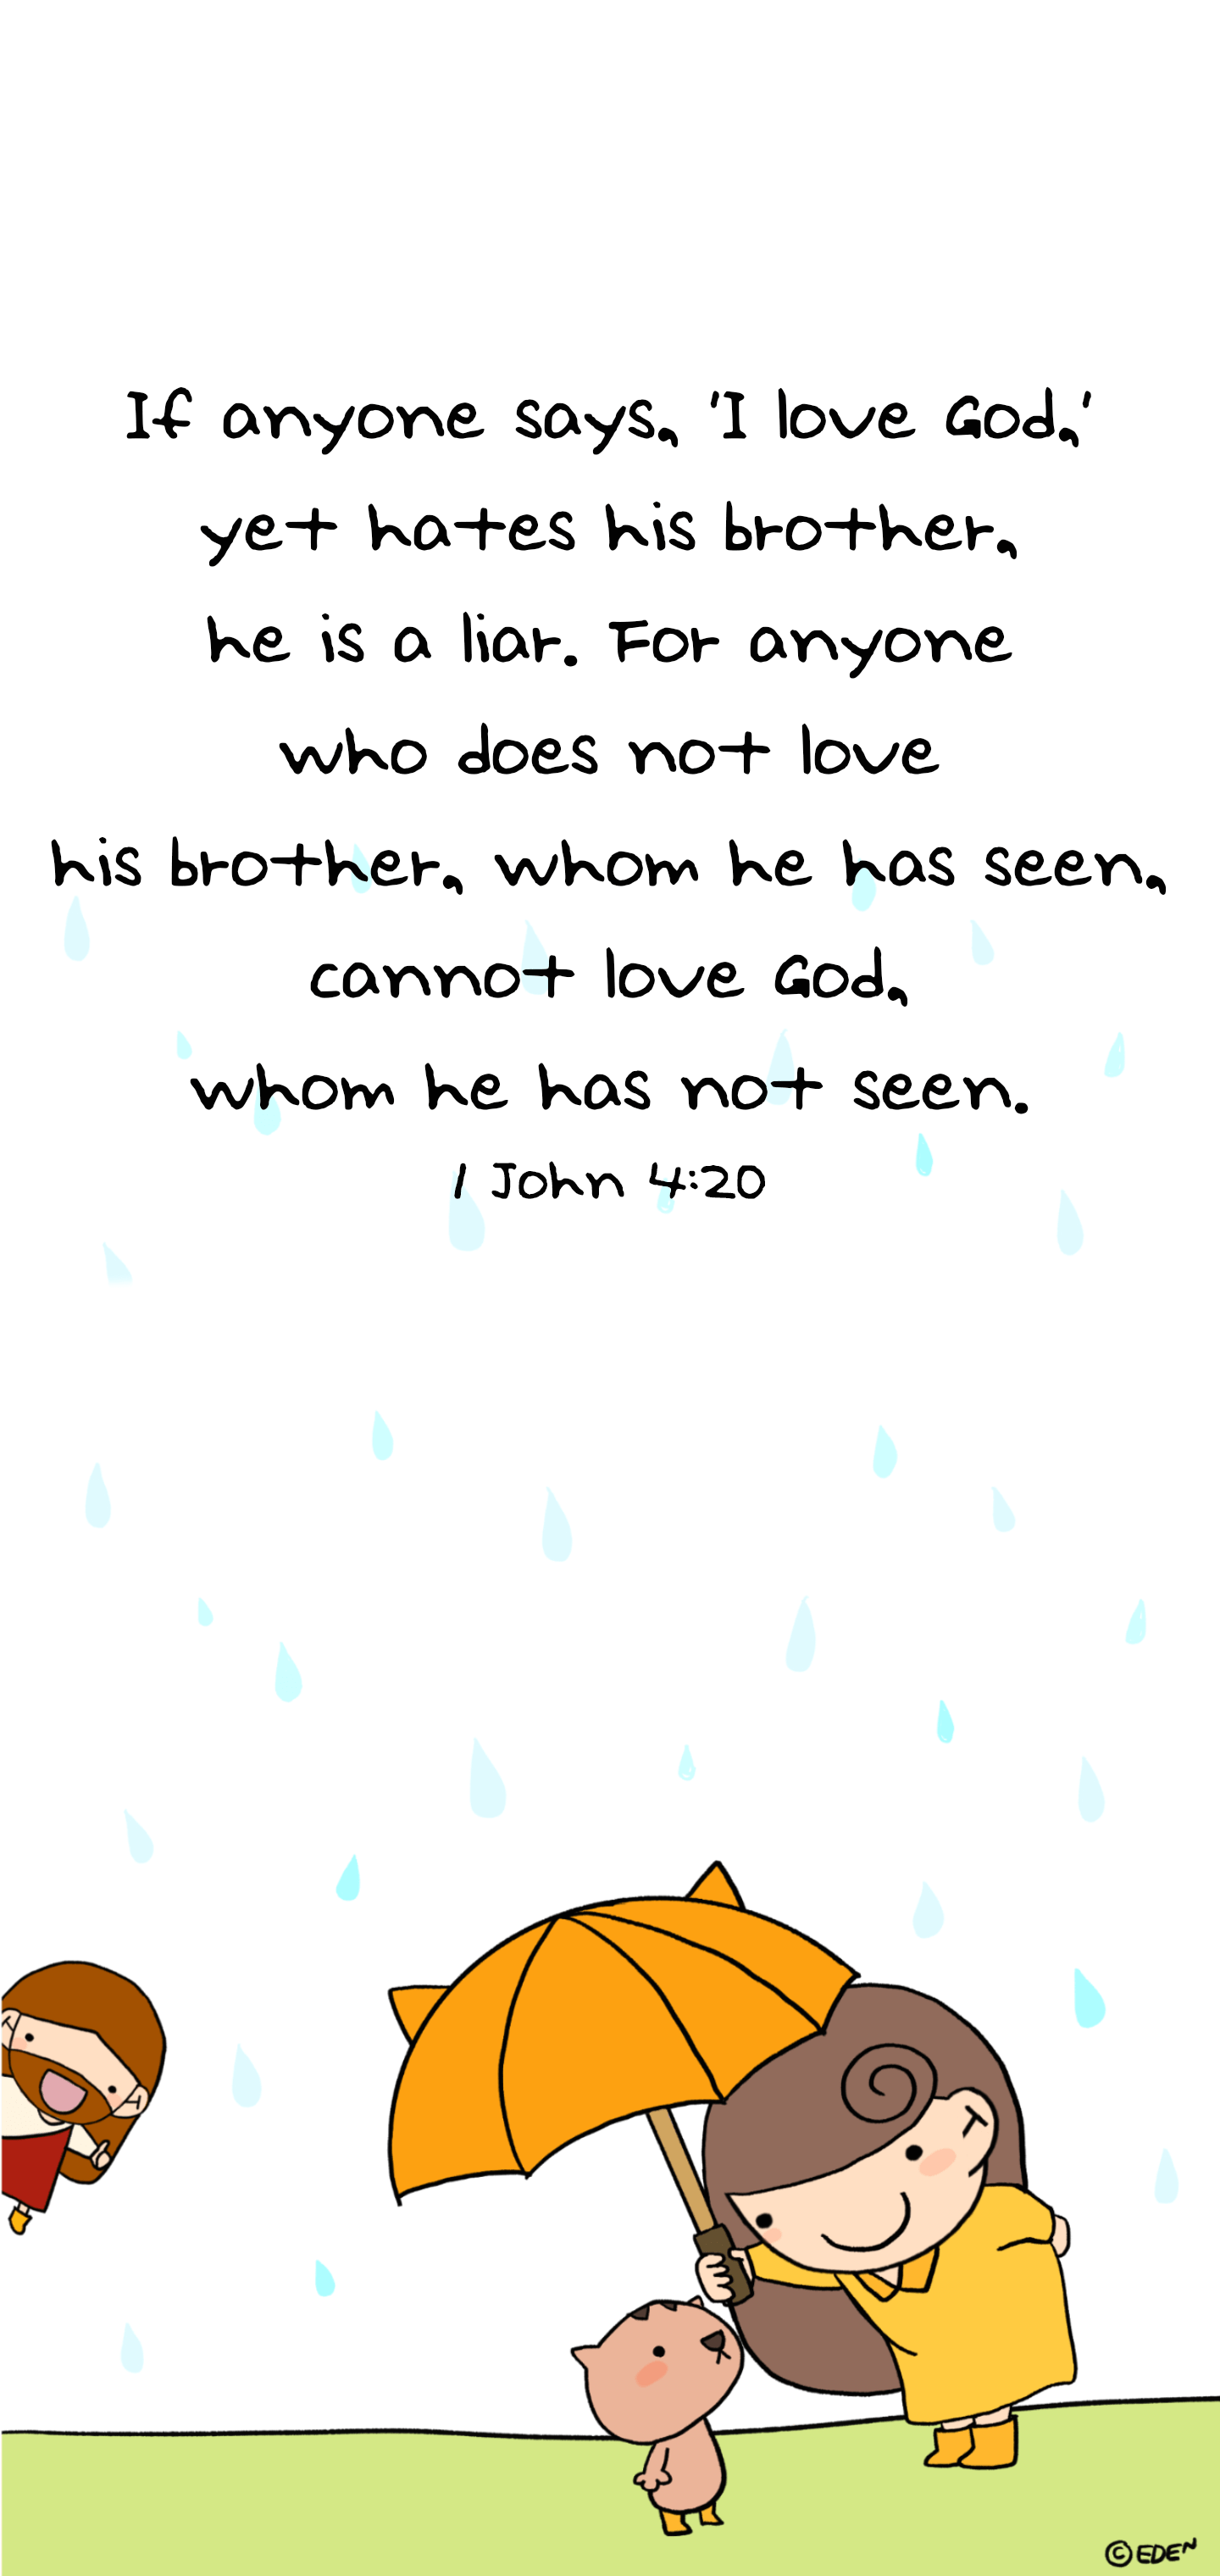 If anyone says, 'I love God,'
yet hates his brother,
he is a liar. For anyone
who does not love
his brother, whom he has seen,
cannot love God,
whom he has not seen.
1 John 4:20
© EDEN